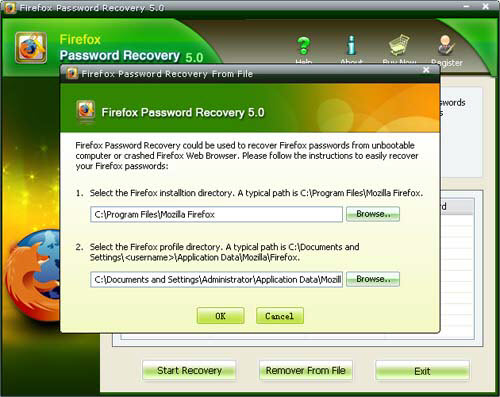 Firefox Password Recovery 5.0
Firefox
Password Recovery 5.0
Help
About
Buy Now
Register
Firefox Password Recovery From File
Firefox Password Recovery 5.0
Firefox Password Recovery could be used to recover Firefox passwords from unbootable
computer or crashed Firefox Web Browser. Please follow the instructions to easily recover
your Firefox passwords:
1. Select the Firefox installtion directory. A typical path is C:\Program Files\Mozilla Firefox.
C:\Program Files\Mozilla Firefox
Browse..
2. Select the Firefox profile directory. A typical path is C:\Documents and
Settings\<username>\Application Data\Mozilla\Firefox.
C:\Documents and Settings\Administrator\Application Data\Mozill
Browse..
OK
Cancel
Start Recovery
Remover From File
Exit